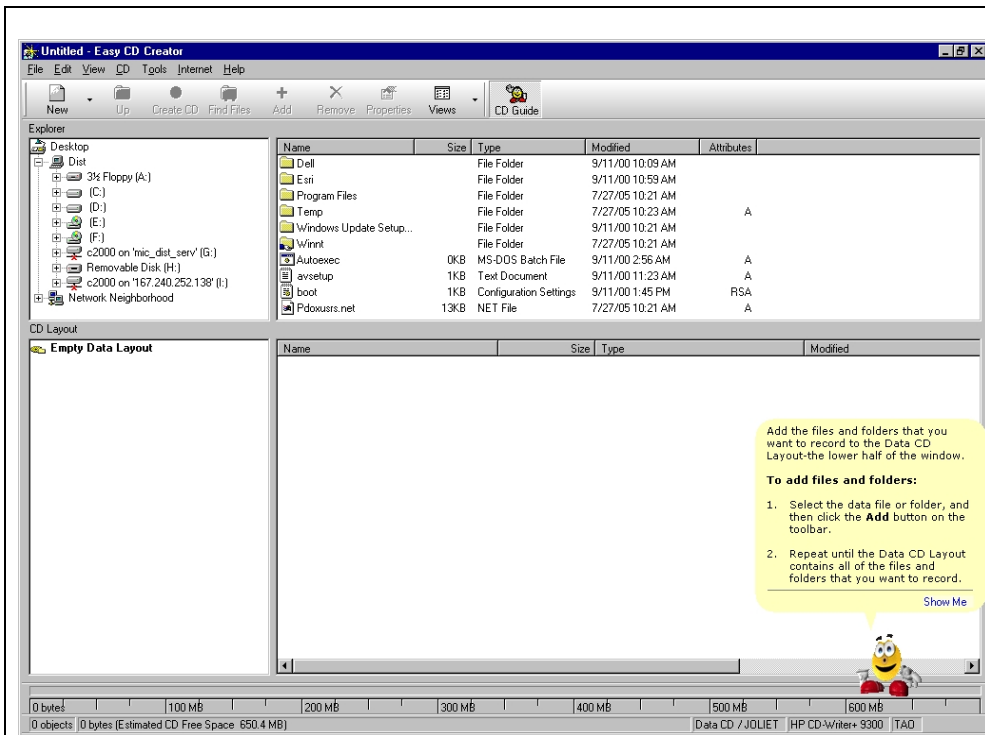 Untitled - Easy CD Creator
File Edit View CD Tools Internet Help
New Up Create CD Find Files Add Remove Properties Views CD Guide
Explorer
Desktop
Dist
3½ Floppy (A:)
(C:)
(D:)
(E:)
(F:)
c2000 on 'mic_dist_serv' (G:)
Removable Disk (H:)
c2000 on '167.240.252.138' (I:)
Network Neighborhood
Name Size Type Modified Attributes
Dell File Folder 9/11/00 10:09 AM
Esri File Folder 9/11/00 10:59 AM
Program Files File Folder 7/27/05 10:21 AM
Temp File Folder 7/27/05 10:23 AM A
Windows Update Setup... File Folder 9/11/00 10:21 AM
Winnt File Folder 7/27/05 10:21 AM
Autoexec 0KB MS-DOS Batch File 9/11/00 2:56 AM A
avsetup 1KB Text Document 9/11/00 11:23 AM A
boot 1KB Configuration Settings 9/11/00 1:45 PM RSA
Pdoxusrs.net 13KB NET File 7/27/05 10:21 AM A
CD Layout
Empty Data Layout
Name Size Type Modified
Add the files and folders that you
want to record to the Data CD
Layout-the lower half of the window.
To add files and folders:
1. Select the data file or folder, and
then click the Add button on the
toolbar.
2. Repeat until the Data CD Layout
contains all of the files and
folders that you want to record.
Show Me
0 bytes 100 MB 200 MB 300 MB 400 MB 500 MB 600 MB
0 objects 0 bytes (Estimated CD Free Space 650.4 MB) Data CD / JOLIET HP CD-Writer+ 9300 TAO